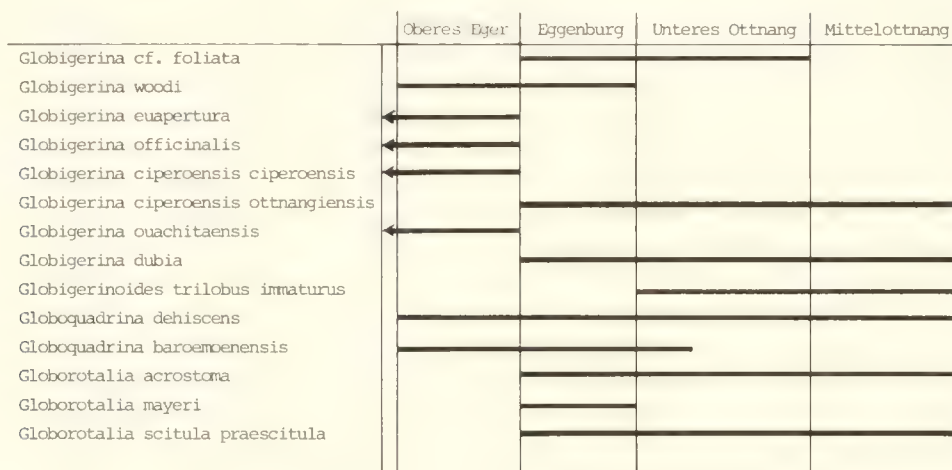 Oberes Eger Eggenburg Unteres Ottnang Mittelottnang
Globigerina cf. foliata
Globigerina woodi
Globigerina euapertura
Globigerina officinalis
Globigerina ciperoensis ciperoensis
Globigerina ciperoensis ottnangiensis
Globigerina ouachitaensis
Globigerina dubia
Globigerinoides trilobus immaturus
Globoquadrina dehiscens
Globoquadrina baroemoenensis
Globorotalia acrostoma
Globorotalia mayeri
Globorotalia scitula praescitula